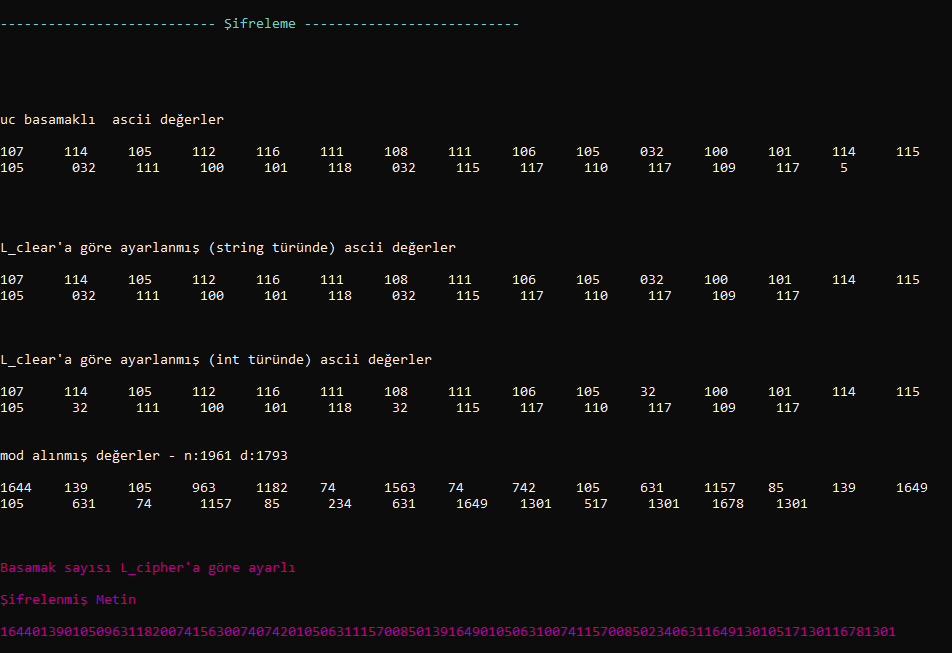 --------------------------- Şifreleme ---------------------------
uc basamaklı  ascii değerler
107     114     105     112     116     111     108     111     106     105     032     100     101     114     115
105      032     111     100     101     118     032      115     117     110     117     109     117     5
L_clear'a göre ayarlanmış (string türünde) ascii değerler
107     114     105     112     116     111     108     111     106     105     032     100     101     114     115
105      032     111     100     101     118     032      115     117     110     117     109     117
L_clear'a göre ayarlanmış (int türünde) ascii değerler
107     114     105     112     116     111     108     111     106     105     32      100     101     114     115
105      32      111     100     101     118     32       115     117     110     117     109     117
mod alınmış değerler - n:1961 d:1793
1644    139     105     963     1182    74      1563    74      742     105     631     1157    85      139     1649
105      631     74      1157    85      234     631      1649    1301    517     1301    1678    1301
Basamak sayısı L_cipher'a göre ayarlı
Şifrelenmiş Metin
1644013901050963118200741563007407420105063111570085013916490105063100741157008502340631164913010517130116781301